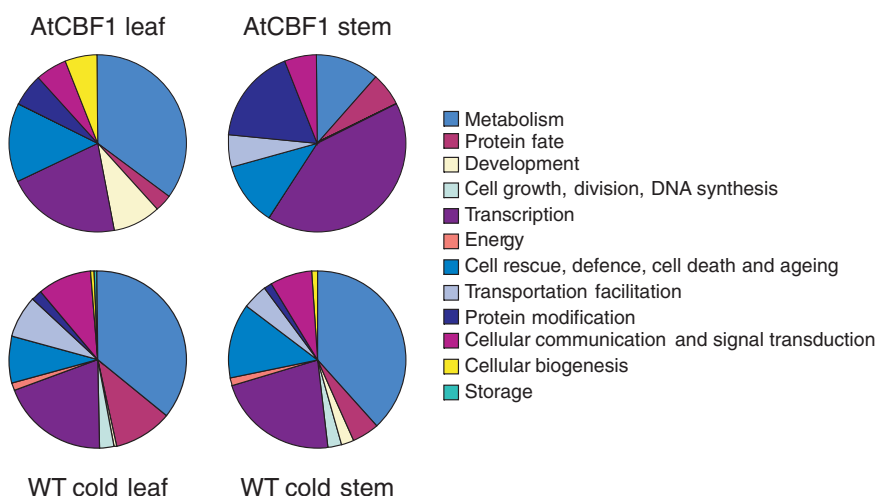 AtCBF1 leaf
AtCBF1 stem
Metabolism
Protein fate
Development
Cell growth, division, DNA synthesis
Transcription
Energy
Cell rescue, defence, cell death and ageing
Transportation facilitation
Protein modification
Cellular communication and signal transduction
Cellular biogenesis
Storage
WT cold leaf
WT cold stem